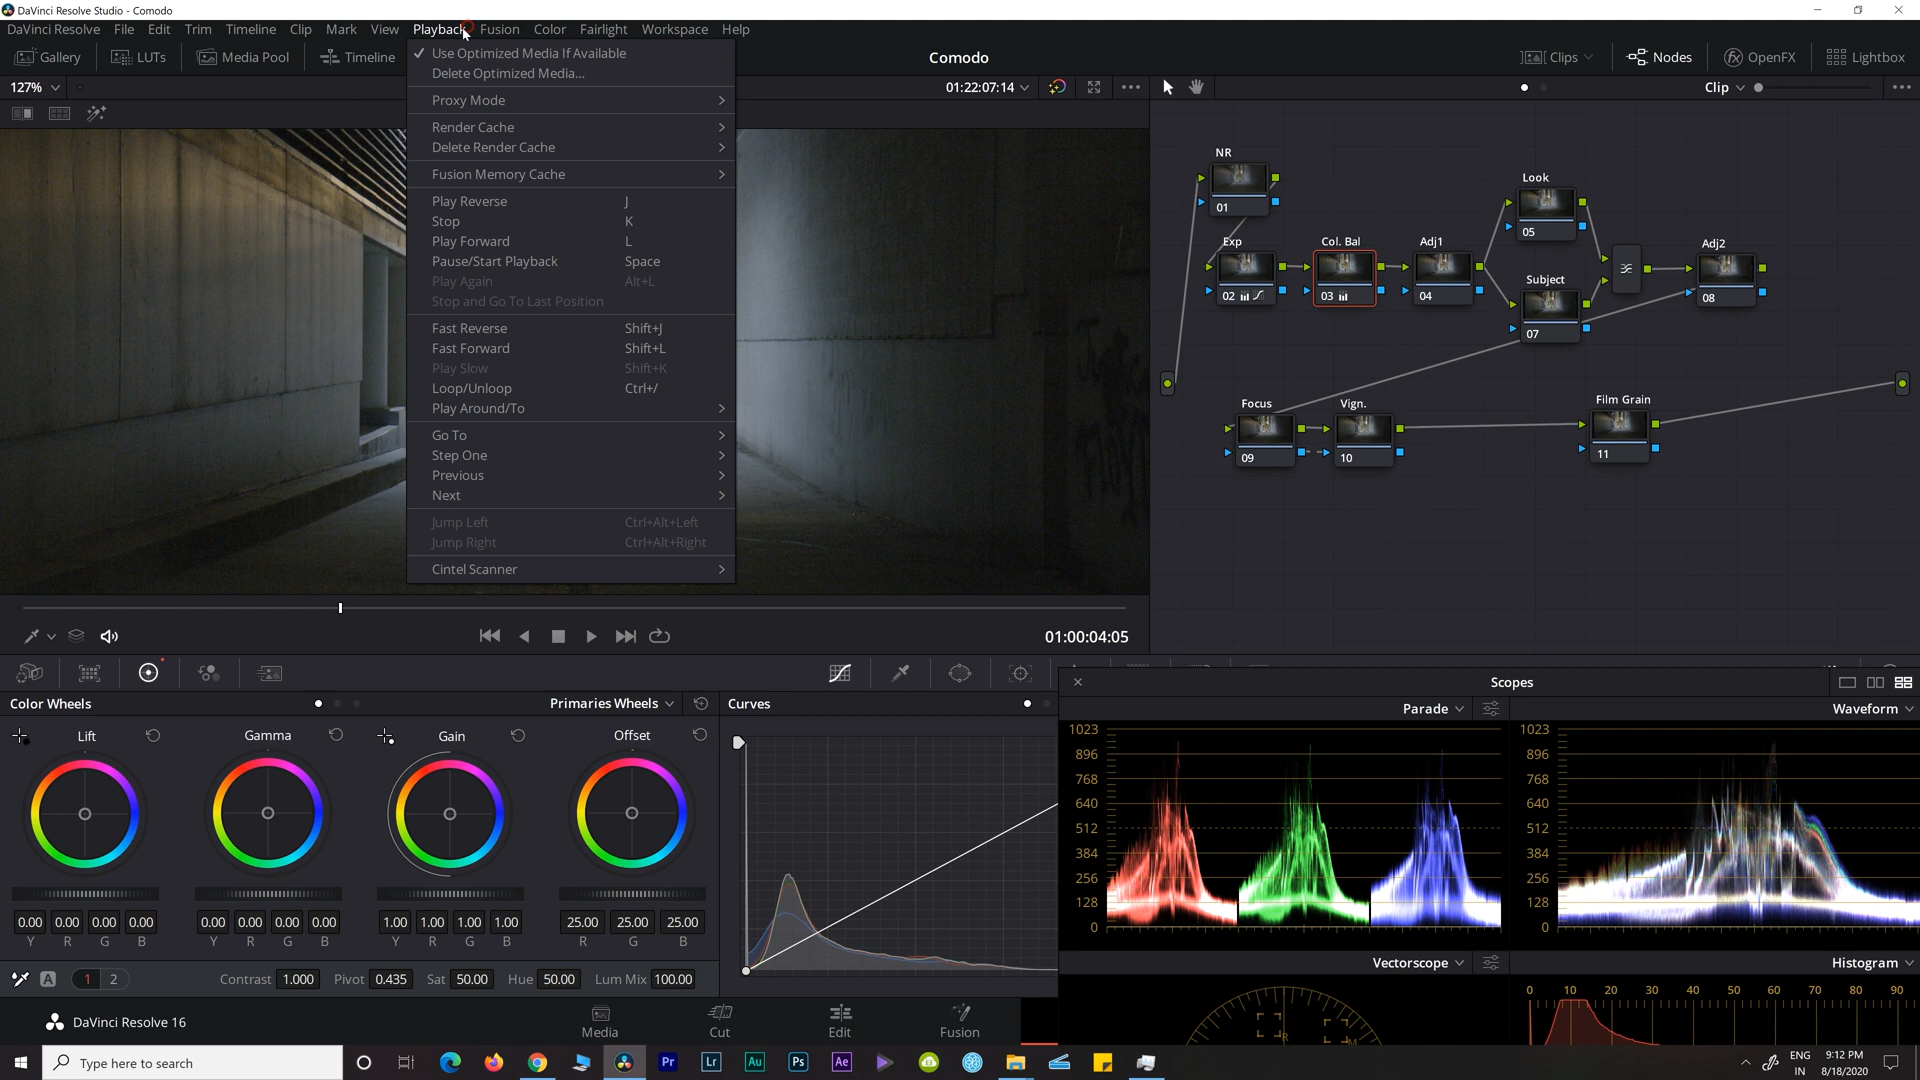 DaVinci Resolve Studio - Comodo
DaVinci Resolve File Edit Trim Timeline Clip Mark View Playback Fusion Color Fairlight Workspace Help
Gallery LUTs Media Pool Timeline Comodo Clips Nodes OpenFX Lightbox
127% 01:22:07:14 Clip
Use Optimized Media If Available
Delete Optimized Media...
Proxy Mode
Render Cache
Delete Render Cache
Fusion Memory Cache
Play Reverse J
Stop K
Play Forward L
Pause/Start Playback Space
Play Again Alt+L
Stop and Go To Last Position
Fast Reverse Shift+J
Fast Forward Shift+L
Play Slow Shift+K
Loop/Unloop Ctrl+/
Play Around/To
Go To
Step One
Previous
Next
Jump Left Ctrl+Alt+Left
Jump Right Ctrl+Alt+Right
Cintel Scanner
NR
01
Look
05
Exp Col. Bal Adj1 Adj2
02 03 04 08
Subject
07
Focus Vign. Film Grain
09 10 11
01:00:04:05
Color Wheels Primaries Wheels Curves
Lift Gamma Gain Offset
0.00 0.00 0.00 0.00 0.00 0.00 0.00 0.00 1.00 1.00 1.00 1.00 25.00 25.00 25.00
Y R G B Y R G B Y R G B R G B
A 1 2 Contrast 1.000 Pivot 0.435 Sat 50.00 Hue 50.00 Lum Mix 100.00
Scopes
Parade Waveform
1023 1023
896 896
768 768
640 640
512 512
384 384
256 256
128 128
0 0
Vectorscope Histogram
0 10 20 30 40 50 60 70 80 90
R M
DaVinci Resolve 16 Media Cut Edit Fusion
Type here to search Pr Lr Au Ps Ae
ENG 9:12 PM
IN 8/18/2020